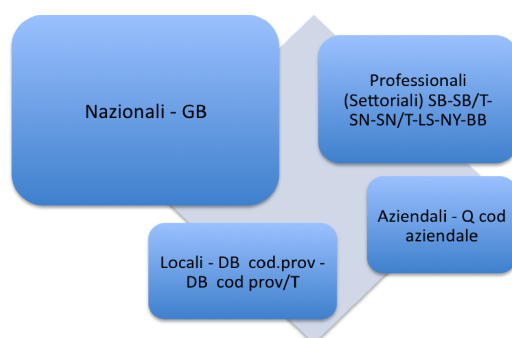 Nazionali - GB
Professionali
(Settoriali) SB-SB/T-
SN-SN/T-LS-NY-BB
Aziendali - Q cod
aziendale
Locali - DB cod.prov -
DB cod prov/T